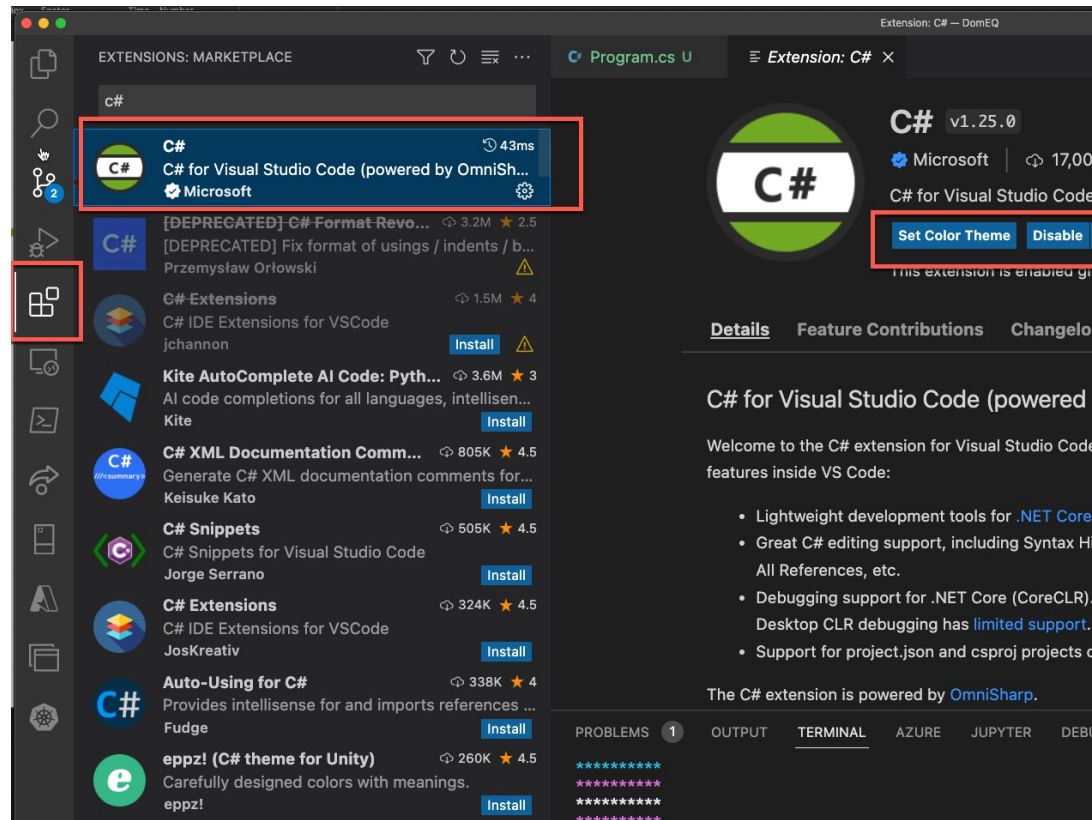 Extension: C# — DomEQ
EXTENSIONS: MARKETPLACE
c#
C#
43ms
C# for Visual Studio Code (powered by OmniSh...
Microsoft
[DEPRECATED] C# Format Revo...
3.2M ★ 2.5
[DEPRECATED] Fix format of usings / indents / b...
Przemysław Orłowski
C# Extensions
1.5M ★ 4
C# IDE Extensions for VSCode
jchannon
Install
Kite AutoComplete AI Code: Pyth...
3.6M ★ 3
AI code completions for all languages, intellisen...
Kite
Install
C# XML Documentation Comm...
805K ★ 4.5
Generate C# XML documentation comments for...
Keisuke Kato
Install
C# Snippets
505K ★ 4.5
C# Snippets for Visual Studio Code
Jorge Serrano
Install
C# Extensions
324K ★ 4.5
C# IDE Extensions for VSCode
JosKreativ
Install
Auto-Using for C#
338K ★ 4
Provides intellisense for and imports references ...
Fudge
Install
eppz! (C# theme for Unity)
260K ★ 4.5
Carefully designed colors with meanings.
eppz!
Install
2
C#
C#
C#
///<summary>
C#
e
Program.cs U
Extension: C#
C#
C# v1.25.0
Microsoft
17,00
C# for Visual Studio Code
Set Color Theme
Disable
This extension is enabled gl
Details
Feature Contributions
Changelo
C# for Visual Studio Code (powered
Welcome to the C# extension for Visual Studio Code
features inside VS Code:
• Lightweight development tools for .NET Core
• Great C# editing support, including Syntax Hi
All References, etc.
• Debugging support for .NET Core (CoreCLR).
Desktop CLR debugging has limited support.
• Support for project.json and csproj projects o
The C# extension is powered by OmniSharp.
PROBLEMS 1
OUTPUT
TERMINAL
AZURE
JUPYTER
DEBU
**********
**********
**********
**********